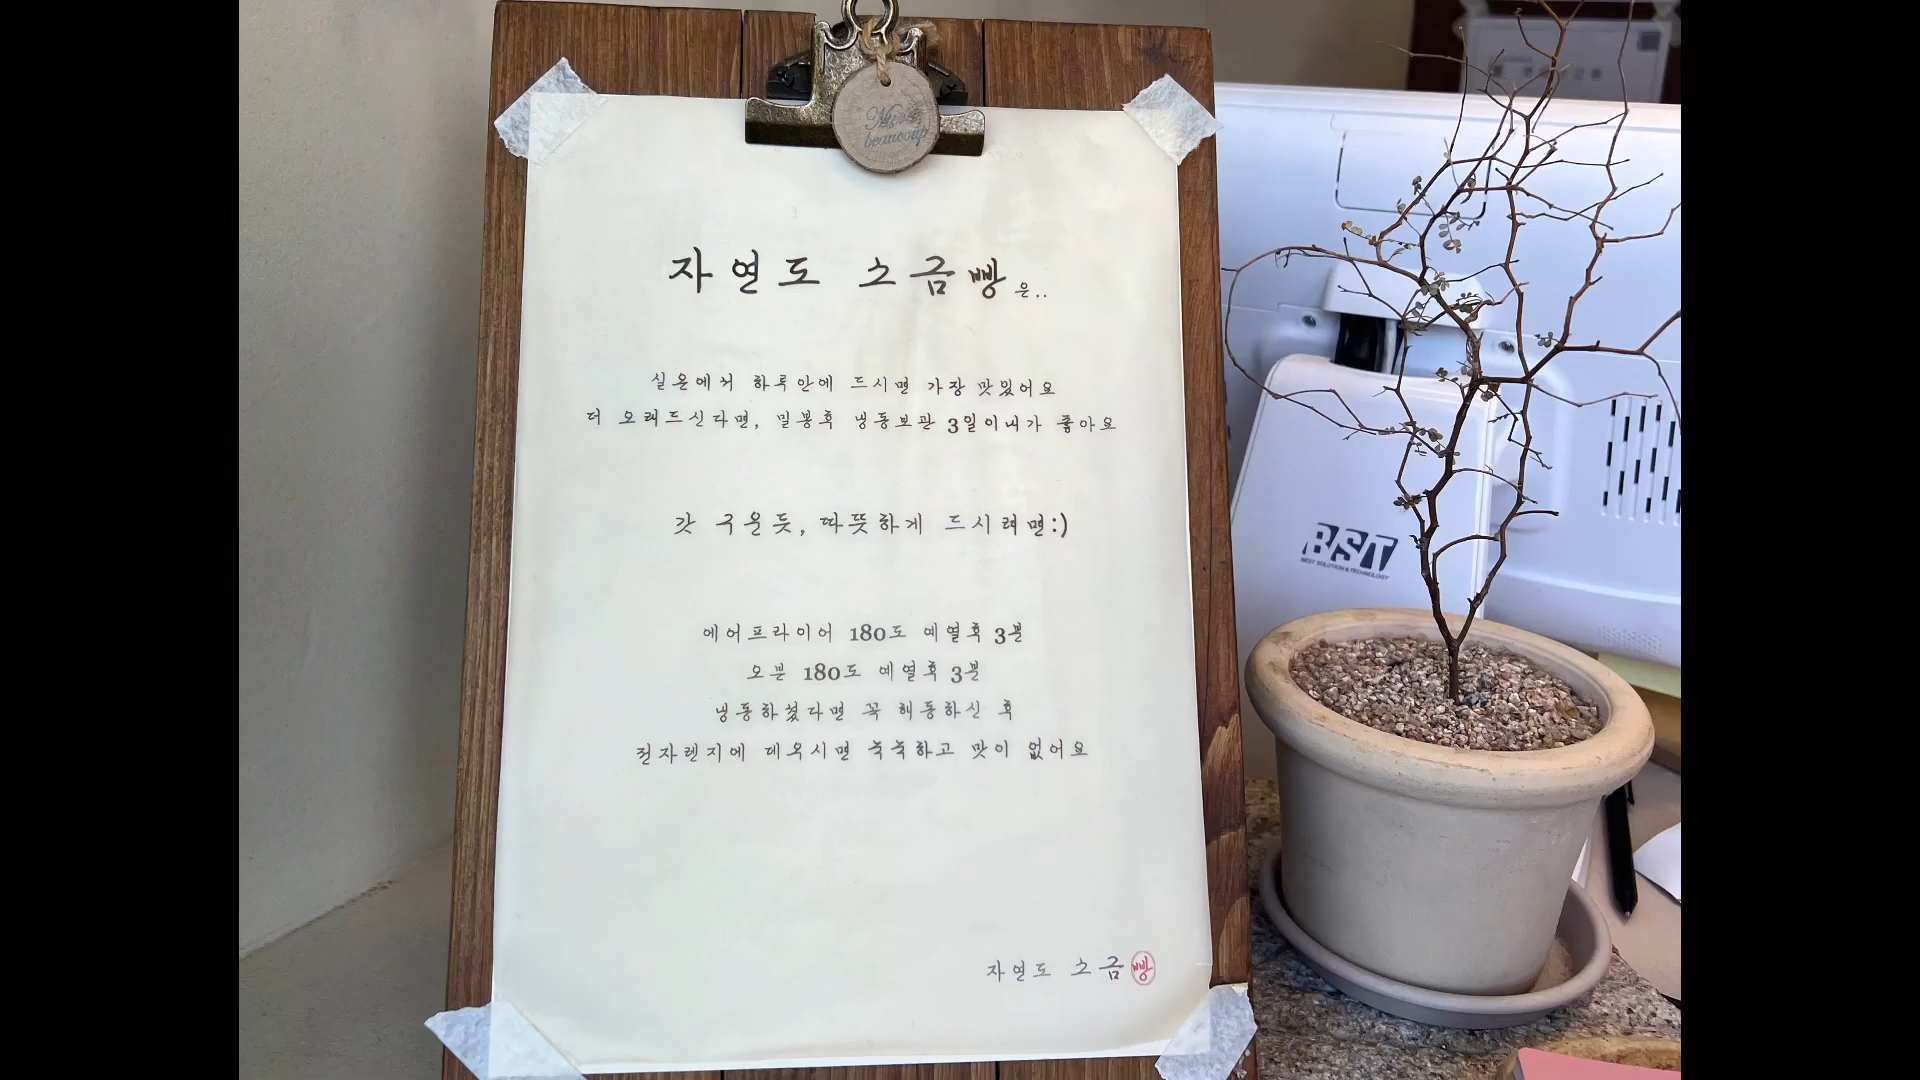 자연도 소금빵은..
실온에서 하루안에 드시면 가장 맛있어요
더 오래드신다면, 밀봉후 냉동보관 3일이내가 좋아요
갓 구운듯, 따뜻하게 드시려면:)
에어프라이어 180도 예열후 3분
오븐 180도 예열후 3분
냉동하셨다면 꼭 해동하신 후
전자렌지에 데우시면 눅눅하고 맛이 없어요
자연도 소금빵
beaucoup
BST
BEST SOLUTION & TECHNOLOGY